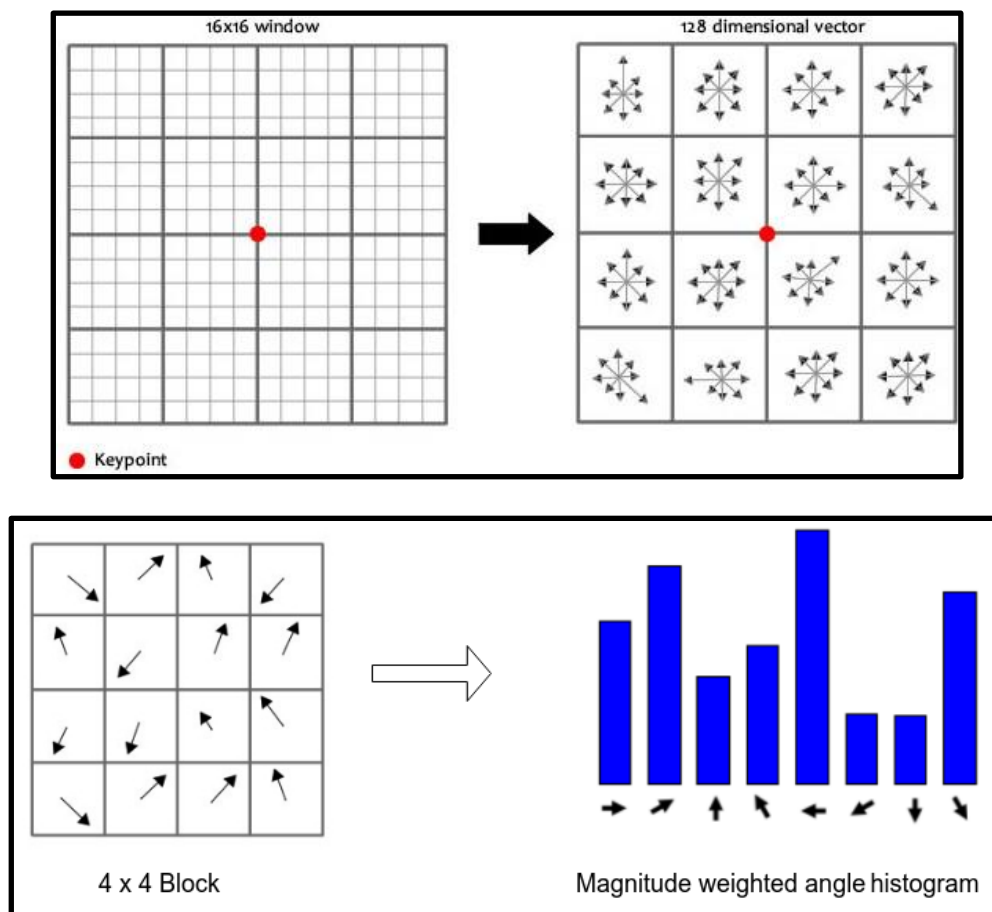 16x16 window
128 dimensional vector
Keypoint
4 x 4 Block
Magnitude weighted angle histogram